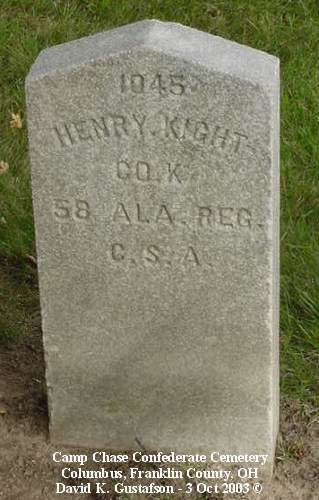 1045
HENRY. KIGHT
CO. K
58 ALA. REG.
C. S. A.
Camp Chase Confederate Cemetery
Columbus, Franklin County, OH
David K. Gustafson - 3 Oct 2003 ©